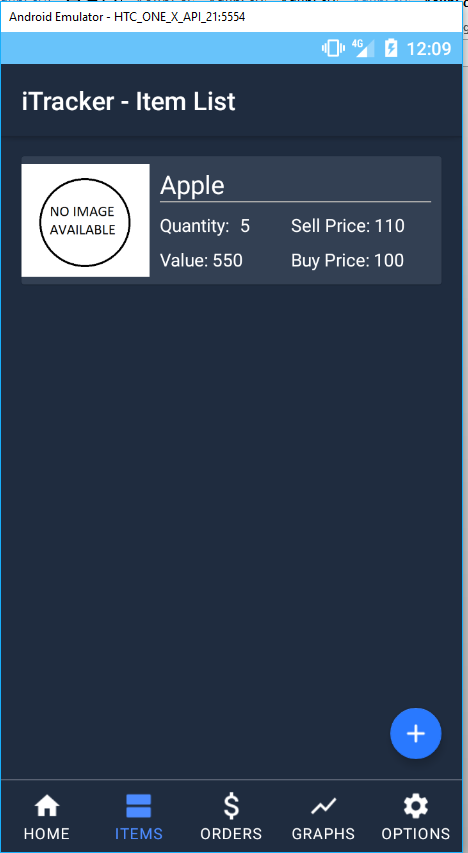 Android Emulator - HTC_ONE_X_API_21:5554
4G 12:09
iTracker - Item List
NO IMAGE
AVAILABLE
Apple
Quantity: 5 Sell Price: 110
Value: 550 Buy Price: 100
HOME ITEMS ORDERS GRAPHS OPTIONS